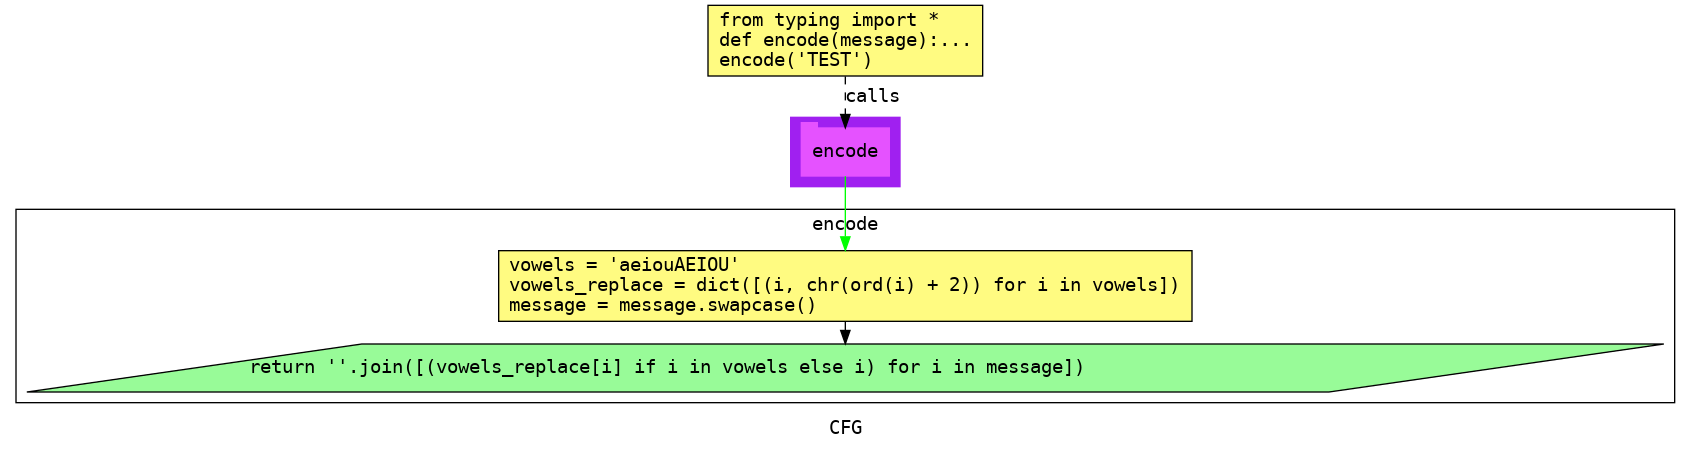 from typing import *
def encode(message):...
encode('TEST')
calls
encode
encode
vowels = 'aeiouAEIOU'
vowels_replace = dict([(i, chr(ord(i) + 2)) for i in vowels])
message = message.swapcase()
return ''.join([(vowels_replace[i] if i in vowels else i) for i in message])
CFG